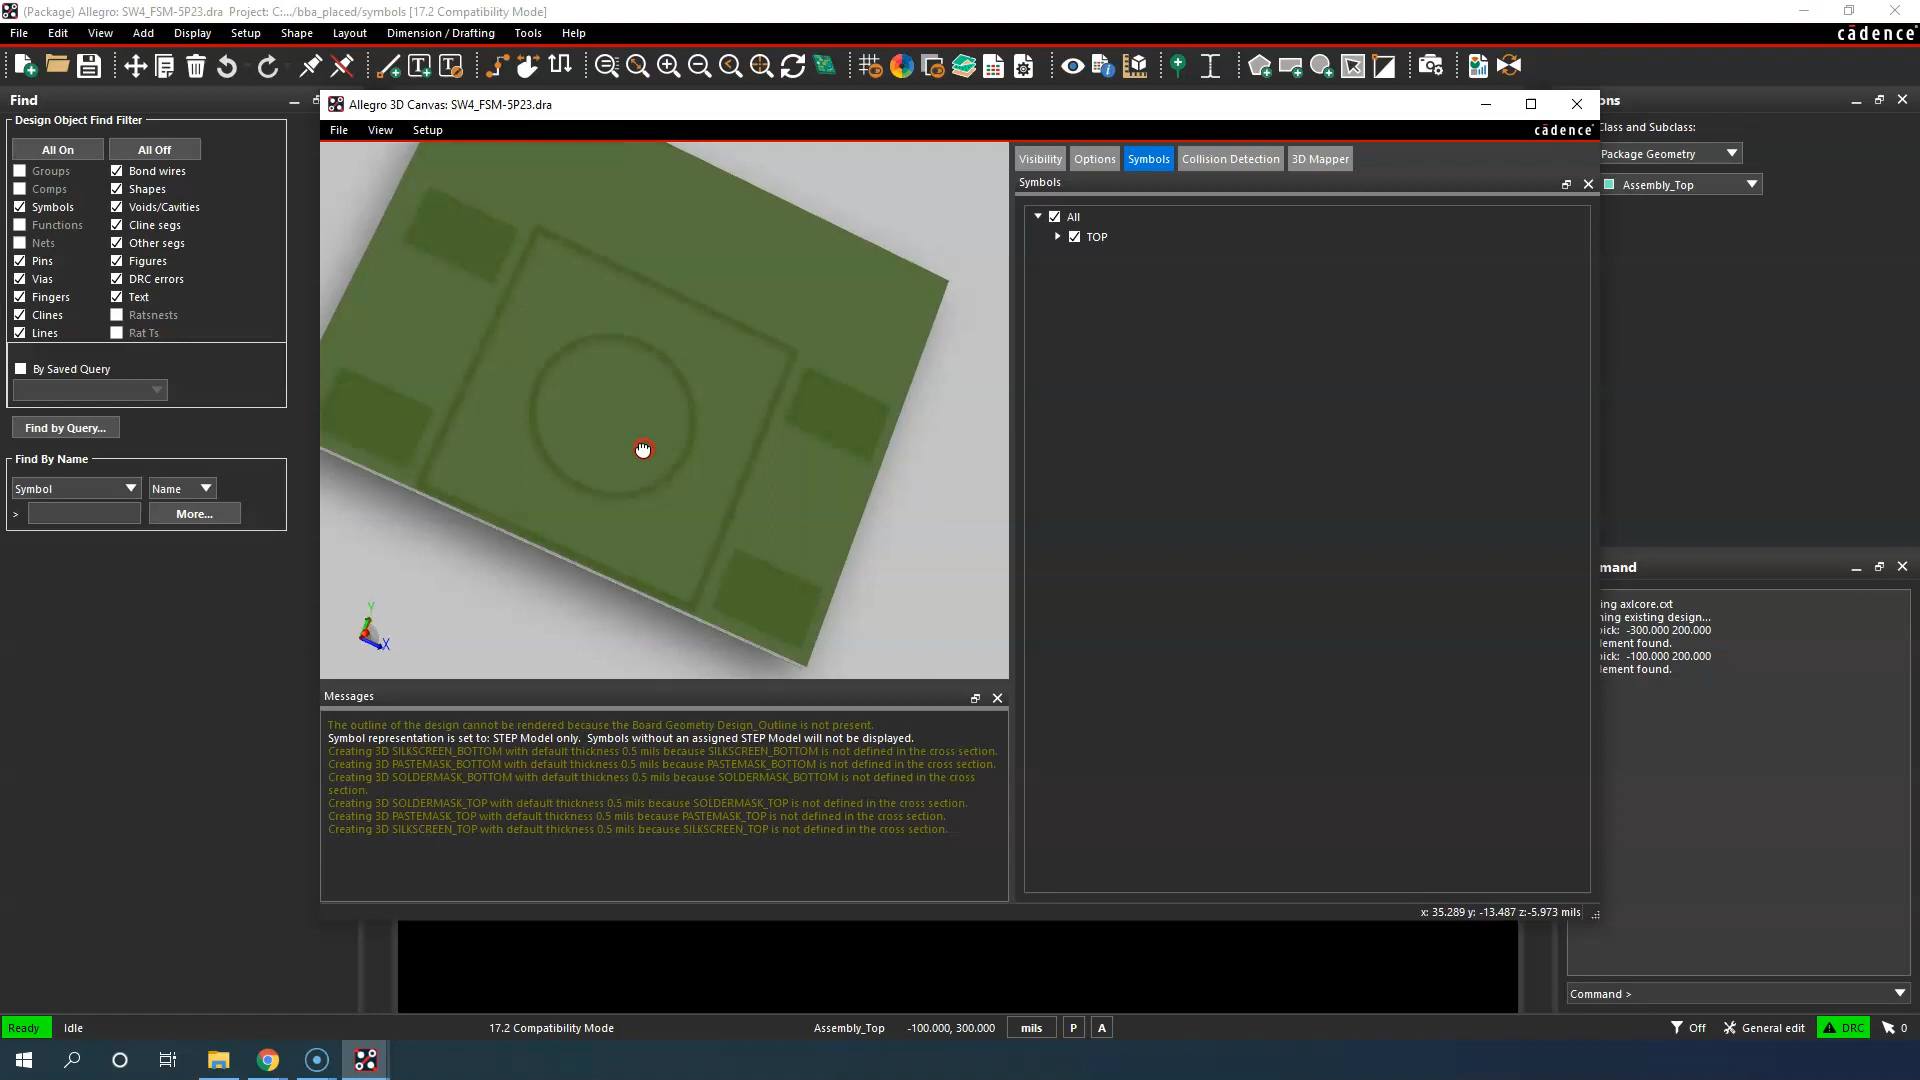 (Package) Allegro: SW4_FSM-5P23.dra  Project: C:.../bba_placed/symbols [17.2 Compatibility Mode]
File Edit View Add Display Setup Shape Layout Dimension / Drafting Tools Help
cādence
Find
Design Object Find Filter
All On All Off
Groups Bond wires
Comps Shapes
Symbols Voids/Cavities
Functions Cline segs
Nets Other segs
Pins Figures
Vias DRC errors
Fingers Text
Clines Ratsnests
Lines Rat Ts
By Saved Query
Find by Query...
Find By Name
Symbol Name
> More...
Allegro 3D Canvas: SW4_FSM-5P23.dra
File View Setup
cādence
Visibility Options Symbols Collision Detection 3D Mapper
Symbols
All
TOP
Y
X
Messages
The outline of the design cannot be rendered because the Board Geometry Design_Outline is not present.
Symbol representation is set to: STEP Model only.  Symbols without an assigned STEP Model will not be displayed.
Creating 3D SILKSCREEN_BOTTOM with default thickness 0.5 mils because SILKSCREEN_BOTTOM is not defined in the cross section.
Creating 3D PASTEMASK_BOTTOM with default thickness 0.5 mils because PASTEMASK_BOTTOM is not defined in the cross section.
Creating 3D SOLDERMASK_BOTTOM with default thickness 0.5 mils because SOLDERMASK_BOTTOM is not defined in the cross
section.
Creating 3D SOLDERMASK_TOP with default thickness 0.5 mils because SOLDERMASK_TOP is not defined in the cross section.
Creating 3D PASTEMASK_TOP with default thickness 0.5 mils because PASTEMASK_TOP is not defined in the cross section.
Creating 3D SILKSCREEN_TOP with default thickness 0.5 mils because SILKSCREEN_TOP is not defined in the cross section.
x: 35.289 y: -13.487 z:-5.973 mils
ons
Class and Subclass:
Package Geometry
Assembly_Top
mand
ing axlcore.cxt
ning existing design...
pick:  -300.000 200.000
lement found.
pick:  -100.000 200.000
lement found.
Command >
Ready Idle 17.2 Compatibility Mode Assembly_Top -100.000, 300.000 mils P A Off General edit DRC 0